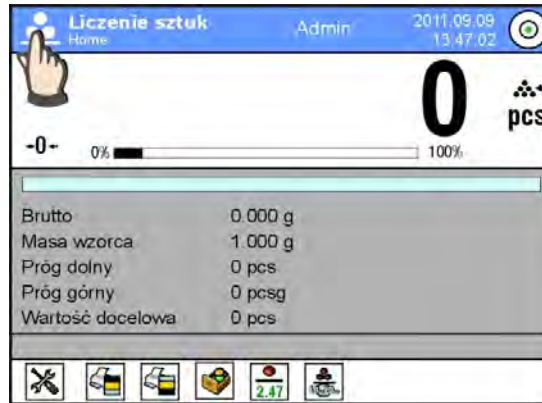 Liczenie sztuk
Home
Admin
2011.09.09
13:47:02
0
pcs
-0-
0%
100%
Brutto 0.000 g
Masa wzorca 1.000 g
Próg dolny 0 pcs
Próg górny 0 pcsg
Wartość docelowa 0 pcs
2.47